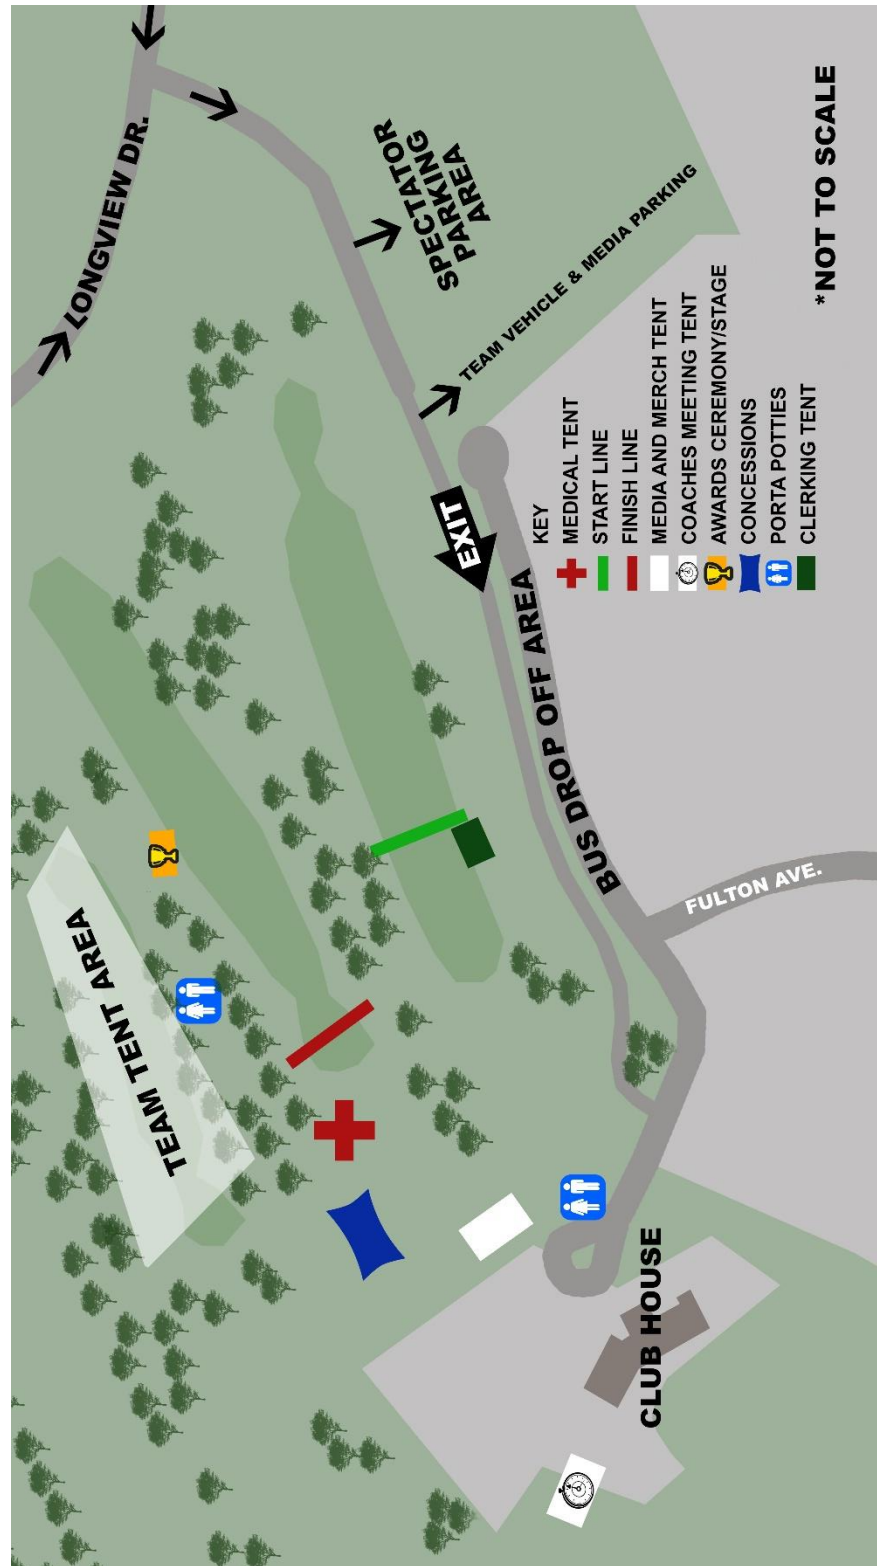 LONGVIEW DR.
SPECTATOR
PARKING
AREA
TEAM VEHICLE & MEDIA PARKING
EXIT
BUS DROP OFF AREA
FULTON AVE.
TEAM TENT AREA
CLUB HOUSE
KEY
MEDICAL TENT
START LINE
FINISH LINE
MEDIA AND MERCH TENT
COACHES MEETING TENT
AWARDS CEREMONY/STAGE
CONCESSIONS
PORTA POTTIES
CLERKING TENT
*NOT TO SCALE